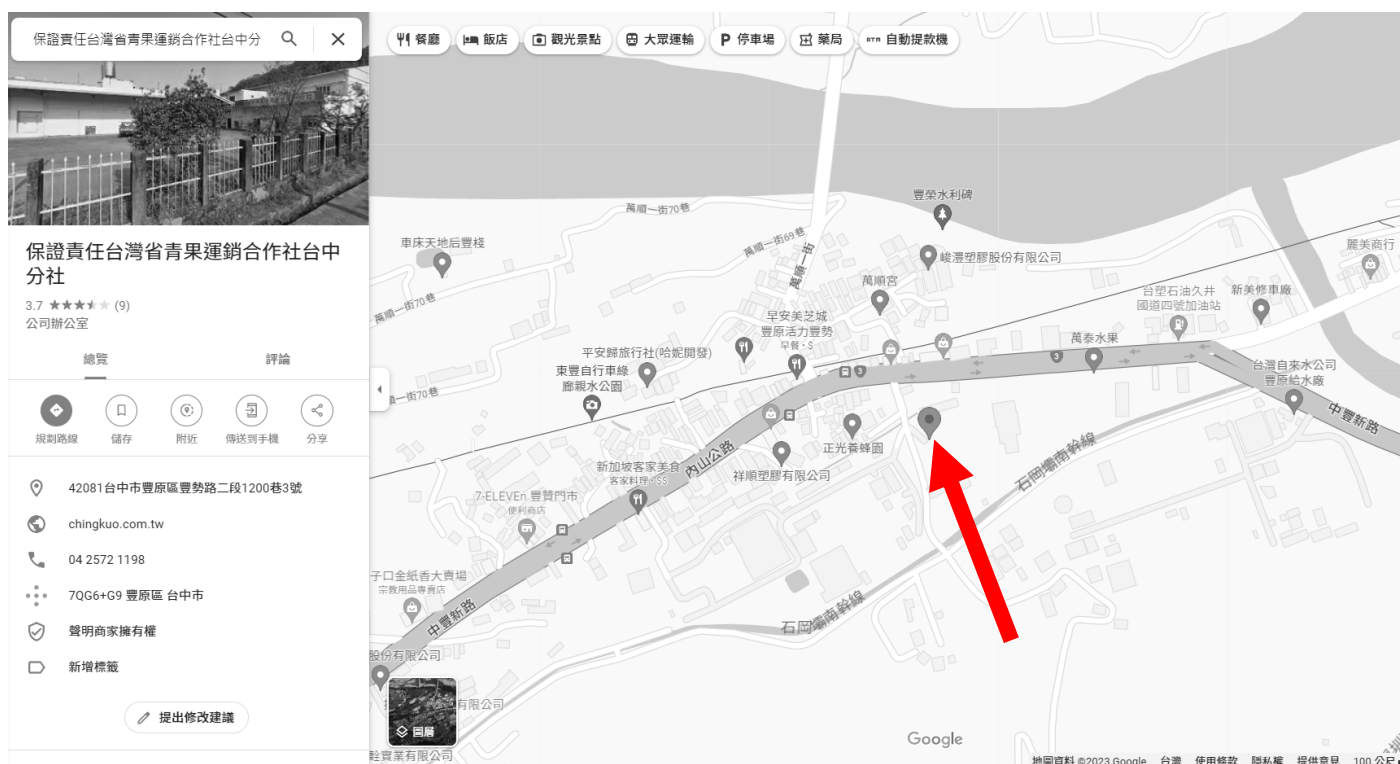 保證責任台灣省青果運銷合作社台中分
餐廳
飯店
觀光景點
大眾運輸
停車場
藥局
自動提款機
保證責任台灣省青果運銷合作社台中
分社
3.7 ★★★★★ (9)
公司辦公室
總覽
評論
規劃路線
儲存
附近
傳送到手機
分享
42081台中市豐原區豐勢路二段1200巷3號
chingkuo.com.tw
04 2572 1198
7QG6+G9 豐原區 台中市
聲明商家擁有權
新增標籤
提出修改建議
豐榮水利碑
萬順一街70巷
車床天地后豐棧
萬順一街69巷
萬順一街
峻灃塑膠股份有限公司
麗美商行
萬順宮
萬順一街70巷
台塑石油久井
國道四號加油站
新美修車廠
早安美芝城
豐原活力豐勢
早餐・$
萬泰水果
平安歸旅行社(哈妮開發)
東豐自行車綠
廊親水公園
3
3
台灣自來水公司
豐原給水廠
一街70巷
中豐新路
正光養蜂園
內山公路
石岡壩南幹線
新加坡客家美食
客家料理・$$
祥順塑膠有限公司
7-ELEVEn 豐贊門市
便利商店
子口金紙香大賣場
宗教用品專賣店
中豐新路
石岡壩南幹線
股份有限公司
有限公司
圖層
Google
銓實業有限公司
地圖資料 ©2023 Google
台灣
使用條款
隱私權
提供意見
100 公尺